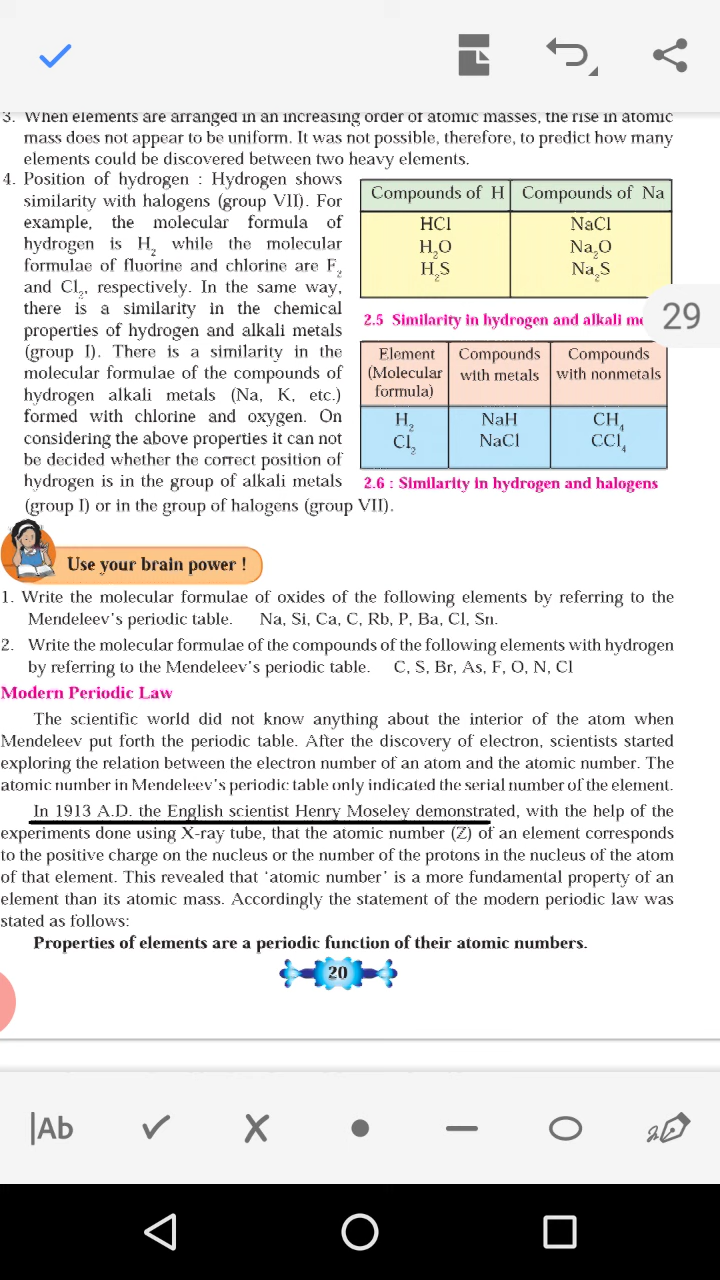 3. When elements are arranged in an increasing order of atomic masses, the rise in atomic
mass does not appear to be uniform. It was not possible, therefore, to predict how many
elements could be discovered between two heavy elements.
4. Position of hydrogen : Hydrogen shows
similarity with halogens (group VII). For
example, the molecular formula of
hydrogen is H₂ while the molecular
formulae of fluorine and chlorine are F₂
and Cl₂, respectively. In the same way,
there is a similarity in the chemical
properties of hydrogen and alkali metals
(group I). There is a similarity in the
molecular formulae of the compounds of
hydrogen alkali metals (Na, K, etc.)
formed with chlorine and oxygen. On
considering the above properties it can not
be decided whether the correct position of
hydrogen is in the group of alkali metals
(group I) or in the group of halogens (group VII).
Compounds of H Compounds of Na
HCl NaCl
H₂O Na₂O
H₂S Na₂S
2.5 Similarity in hydrogen and alkali
29
Element Compounds Compounds
(Molecular with metals with nonmetals
formula)
H₂ NaH CH₄
Cl₂ NaCl CCl₄
2.6 : Similarity in hydrogen and halogens
Use your brain power !
1. Write the molecular formulae of oxides of the following elements by referring to the
Mendeleev's periodic table. Na, Si, Ca, C, Rb, P, Ba, Cl, Sn.
2. Write the molecular formulae of the compounds of the following elements with hydrogen
by referring to the Mendeleev's periodic table. C, S, Br, As, F, O, N, Cl
Modern Periodic Law
The scientific world did not know anything about the interior of the atom when
Mendeleev put forth the periodic table. After the discovery of electron, scientists started
exploring the relation between the electron number of an atom and the atomic number. The
atomic number in Mendeleev's periodic table only indicated the serial number of the element.
In 1913 A.D. the English scientist Henry Moseley demonstrated, with the help of the
experiments done using X-ray tube, that the atomic number (Z) of an element corresponds
to the positive charge on the nucleus or the number of the protons in the nucleus of the atom
of that element. This revealed that 'atomic number' is a more fundamental property of an
element than its atomic mass. Accordingly the statement of the modern periodic law was
stated as follows:
Properties of elements are a periodic function of their atomic numbers.
20
|Ab